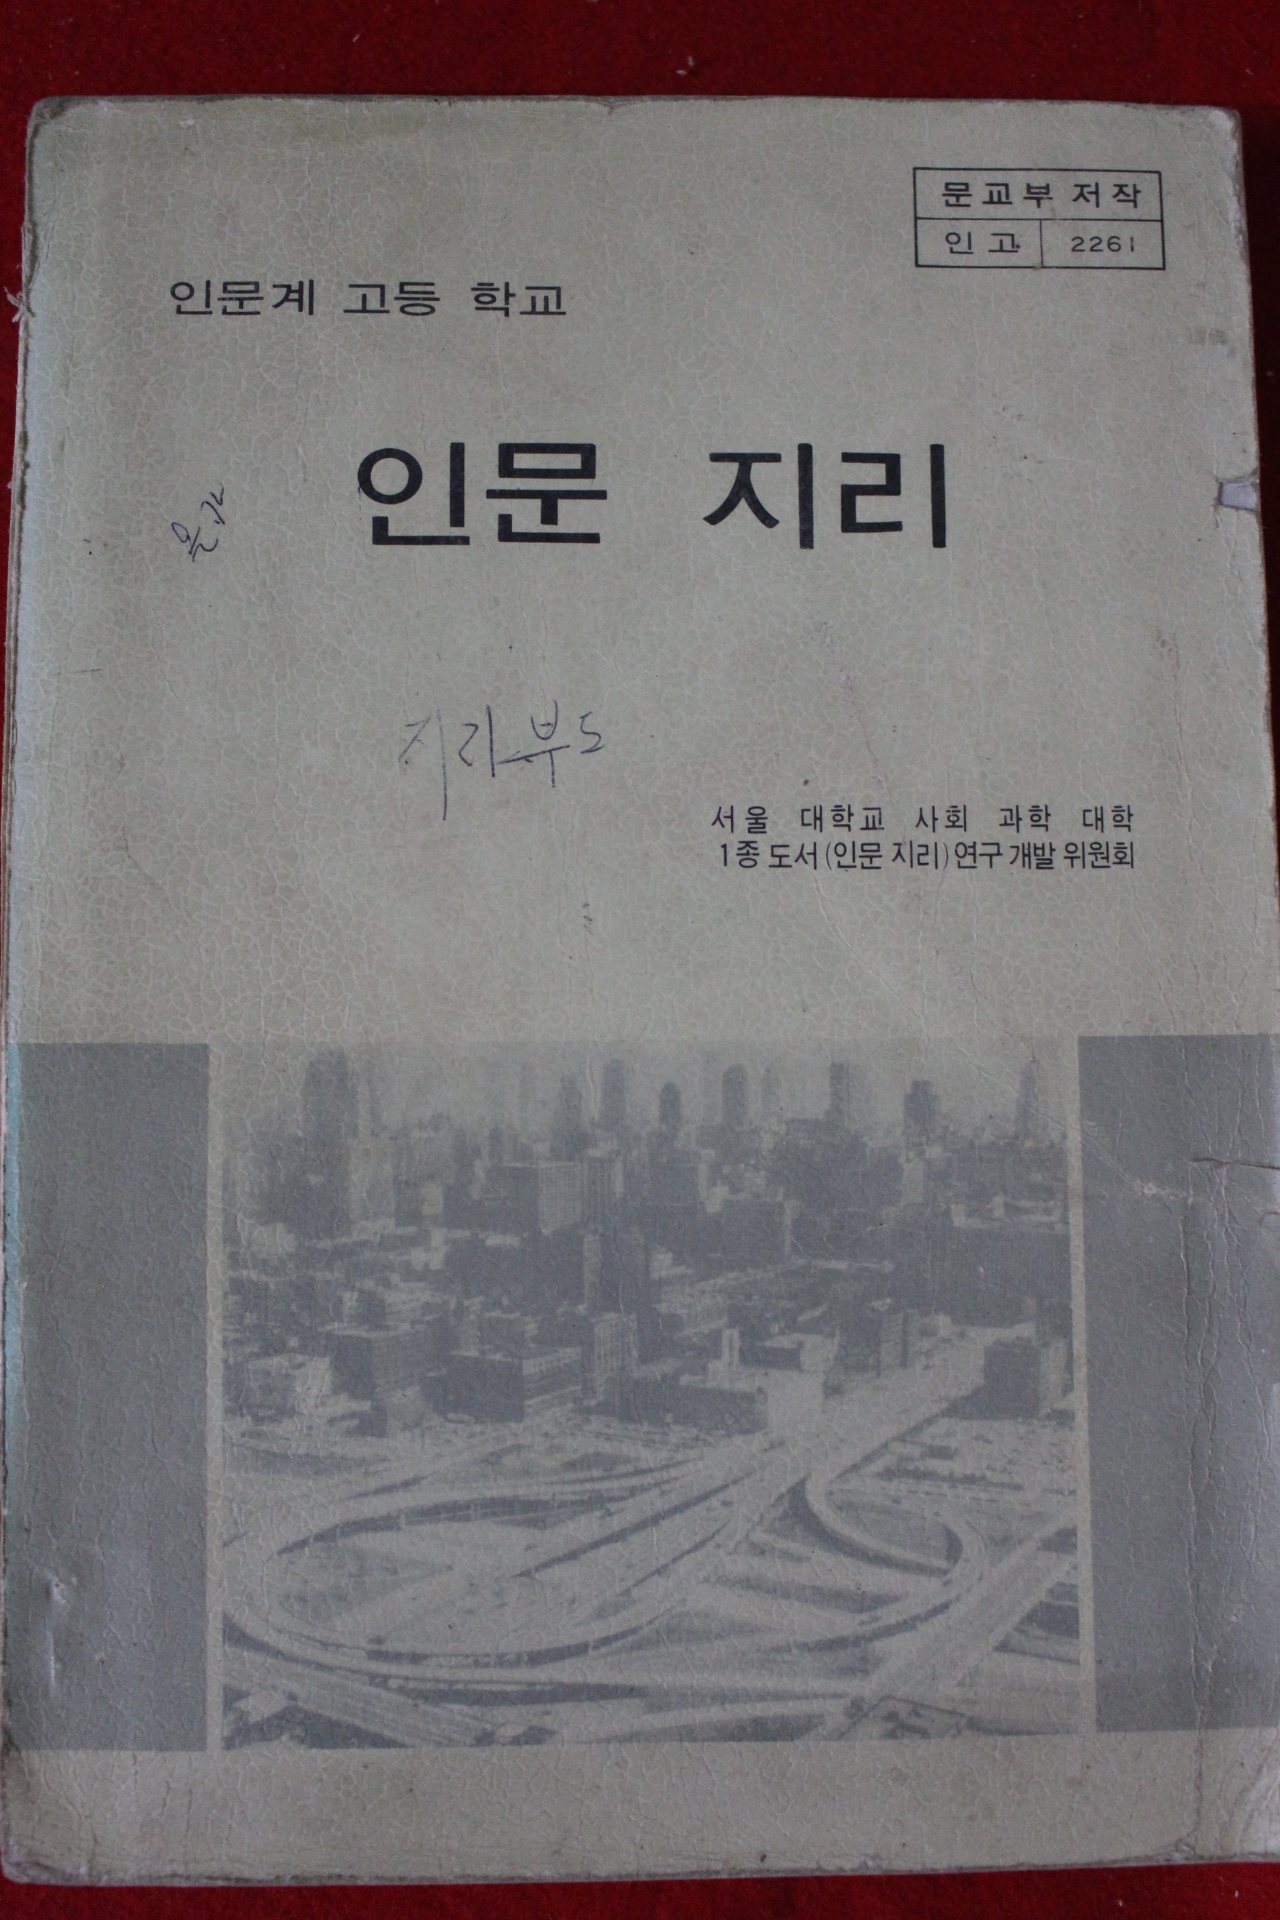 문교부 저작
인고 2261
인문계 고등 학교
인문 지리
지리부도
서울 대학교 사회 과학 대학
1종 도서(인문 지리)연구 개발 위원회